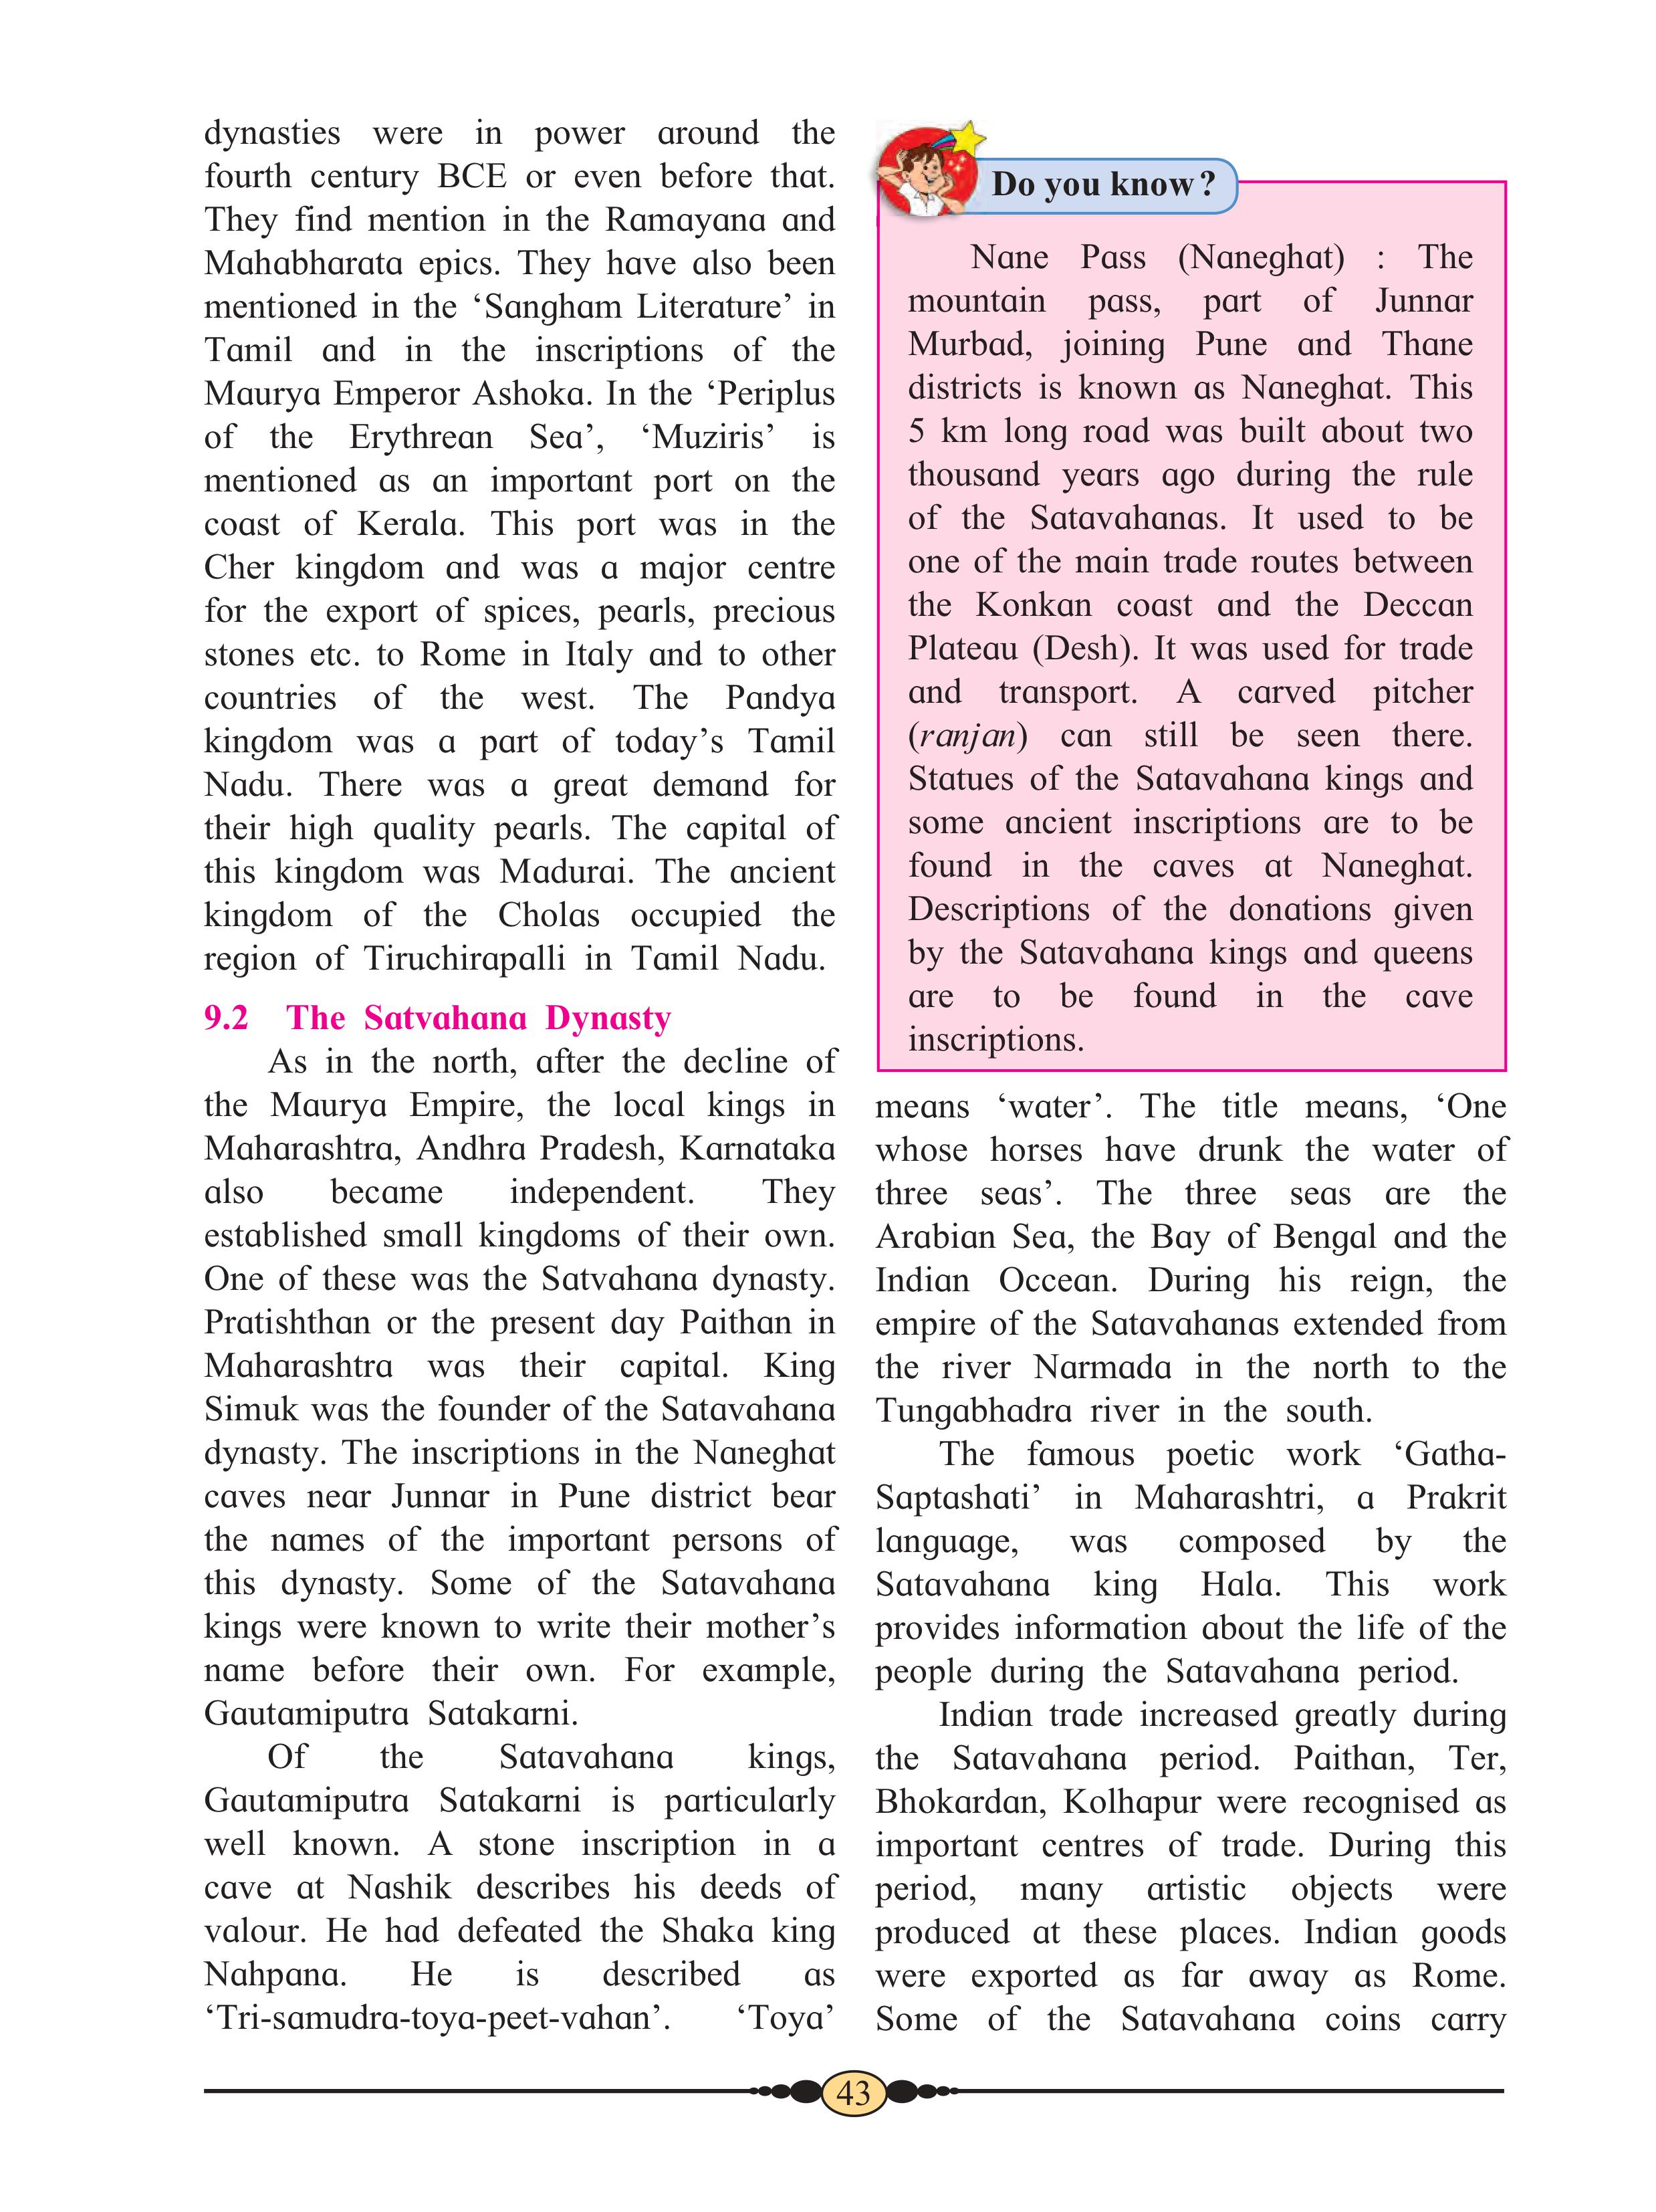 dynasties were in power around the
fourth century BCE or even before that.
They find mention in the Ramayana and
Mahabharata epics. They have also been
mentioned in the ‘Sangham Literature’ in
Tamil and in the inscriptions of the
Maurya Emperor Ashoka. In the ‘Periplus
of the Erythrean Sea’, ‘Muziris’ is
mentioned as an important port on the
coast of Kerala. This port was in the
Cher kingdom and was a major centre
for the export of spices, pearls, precious
stones etc. to Rome in Italy and to other
countries of the west. The Pandya
kingdom was a part of today’s Tamil
Nadu. There was a great demand for
their high quality pearls. The capital of
this kingdom was Madurai. The ancient
kingdom of the Cholas occupied the
region of Tiruchirapalli in Tamil Nadu.
9.2 The Satvahana Dynasty
As in the north, after the decline of
the Maurya Empire, the local kings in
Maharashtra, Andhra Pradesh, Karnataka
also became independent. They
established small kingdoms of their own.
One of these was the Satvahana dynasty.
Pratishthan or the present day Paithan in
Maharashtra was their capital. King
Simuk was the founder of the Satavahana
dynasty. The inscriptions in the Naneghat
caves near Junnar in Pune district bear
the names of the important persons of
this dynasty. Some of the Satavahana
kings were known to write their mother’s
name before their own. For example,
Gautamiputra Satakarni.
Of the Satavahana kings,
Gautamiputra Satakarni is particularly
well known. A stone inscription in a
cave at Nashik describes his deeds of
valour. He had defeated the Shaka king
Nahpana. He is described as
‘Tri-samudra-toya-peet-vahan’. ‘Toya’
Do you know?
Nane Pass (Naneghat) : The
mountain pass, part of Junnar
Murbad, joining Pune and Thane
districts is known as Naneghat. This
5 km long road was built about two
thousand years ago during the rule
of the Satavahanas. It used to be
one of the main trade routes between
the Konkan coast and the Deccan
Plateau (Desh). It was used for trade
and transport. A carved pitcher
(ranjan) can still be seen there.
Statues of the Satavahana kings and
some ancient inscriptions are to be
found in the caves at Naneghat.
Descriptions of the donations given
by the Satavahana kings and queens
are to be found in the cave
inscriptions.
means ‘water’. The title means, ‘One
whose horses have drunk the water of
three seas’. The three seas are the
Arabian Sea, the Bay of Bengal and the
Indian Occean. During his reign, the
empire of the Satavahanas extended from
the river Narmada in the north to the
Tungabhadra river in the south.
The famous poetic work ‘Gatha-
Saptashati’ in Maharashtri, a Prakrit
language, was composed by the
Satavahana king Hala. This work
provides information about the life of the
people during the Satavahana period.
Indian trade increased greatly during
the Satavahana period. Paithan, Ter,
Bhokardan, Kolhapur were recognised as
important centres of trade. During this
period, many artistic objects were
produced at these places. Indian goods
were exported as far away as Rome.
Some of the Satavahana coins carry
43